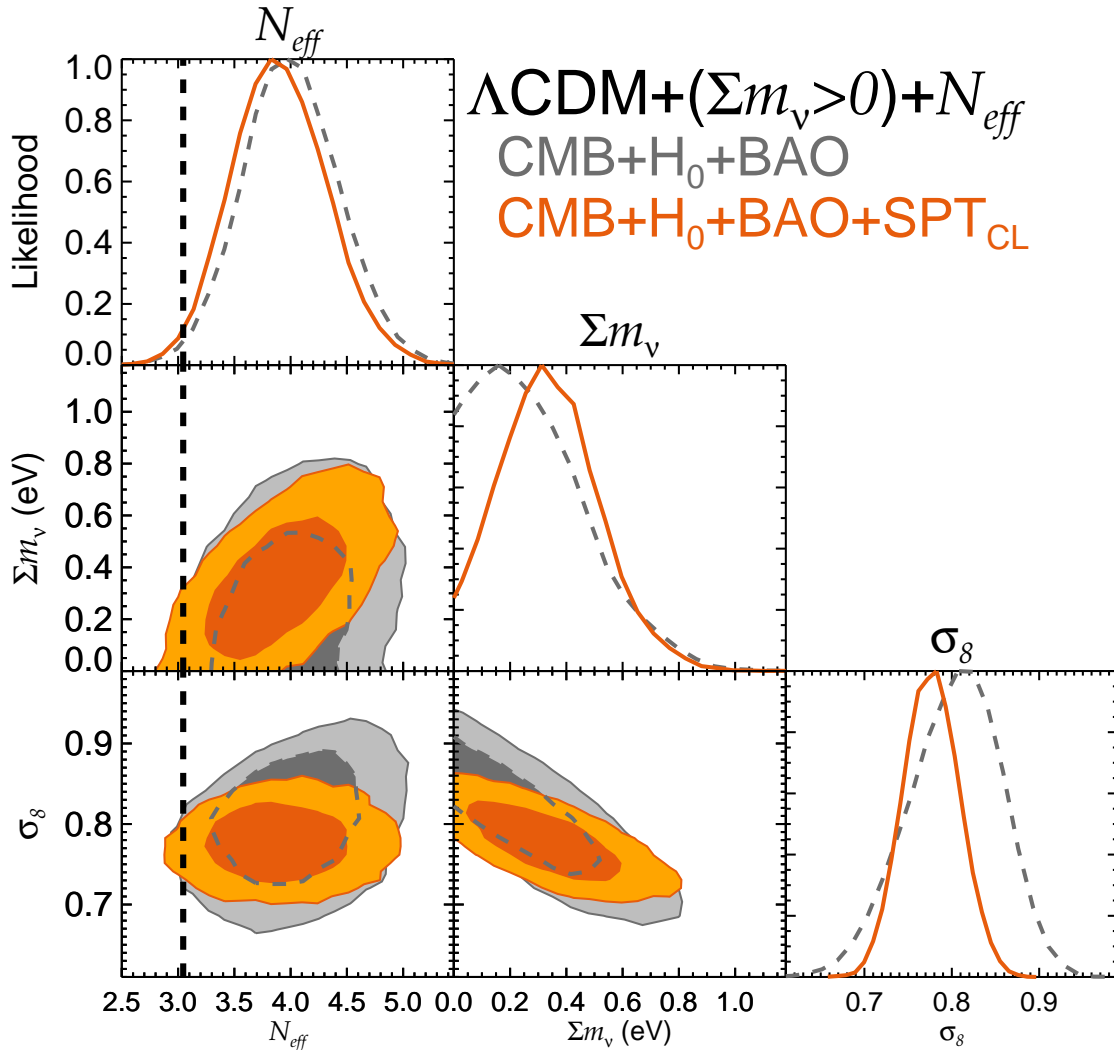 N_eff
ΛCDM+(Σm_ν>0)+N_eff
CMB+H_0+BAO
CMB+H_0+BAO+SPT_CL
Likelihood
1.0
0.8
0.6
0.4
0.2
0.0
Σm_ν
Σm_ν (eV)
1.0
0.8
0.6
0.4
0.2
0.0
σ_8
σ_8
0.9
0.8
0.7
2.5 3.0 3.5 4.0 4.5 5.0
0.0 0.2 0.4 0.6 0.8 1.0
0.7 0.8 0.9
N_eff
Σm_ν (eV)
σ_8